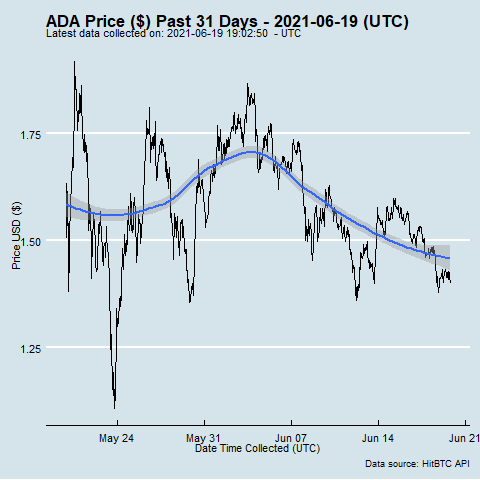 ADA Price ($) Past 31 Days - 2021-06-19 (UTC)
Latest data collected on: 2021-06-19 19:02:50 - UTC
1.75
1.50
1.25
Price USD ($)
May 24
May 31
Jun 07
Jun 14
Jun 21
Date Time Collected (UTC)
Data source: HitBTC API